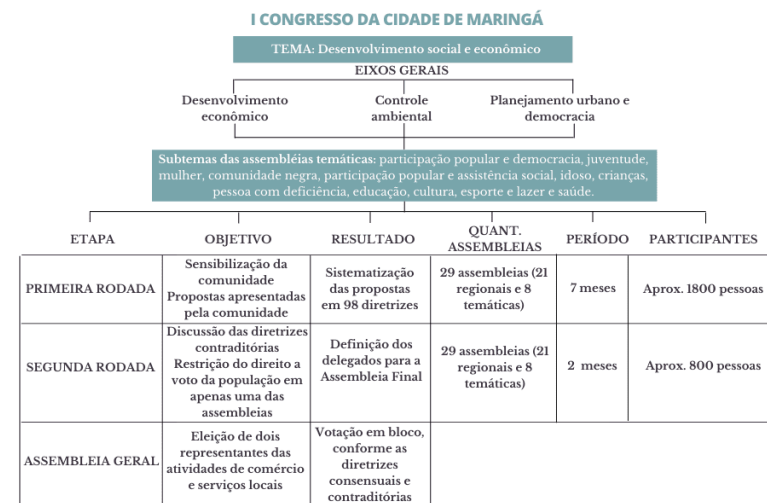 I CONGRESSO DA CIDADE DE MARINGÁ
TEMA: Desenvolvimento social e econômico
EIXOS GERAIS
Desenvolvimento
econômico
Controle
ambiental
Planejamento urbano e
democracia
Subtemas das assembléias temáticas: participação popular e democracia, juventude,
mulher, comunidade negra, participação popular e assistência social, idoso, crianças,
pessoa com deficiência, educação, cultura, esporte e lazer e saúde.
ETAPA
OBJETIVO
RESULTADO
QUANT.
ASSEMBLEIAS
PERÍODO
PARTICIPANTES
PRIMEIRA RODADA
Sensibilização da
comunidade
Propostas apresentadas
pela comunidade
Sistematização
das propostas
em 98 diretrizes
29 assembleias (21
regionais e 8
temáticas)
7 meses
Aprox. 1800 pessoas
SEGUNDA RODADA
Discussão das diretrizes
contraditórias
Restrição do direito a
voto da população em
apenas uma das
assembleias
Definição dos
delegados para a
Assembleia Final
29 assembleias (21
regionais e 8
temáticas)
2 meses
Aprox. 800 pessoas
ASSEMBLEIA GERAL
Eleição de dois
representantes das
atividades de comércio
e serviços locais
Votação em bloco,
conforme as
diretrizes
consensuais e
contraditórias